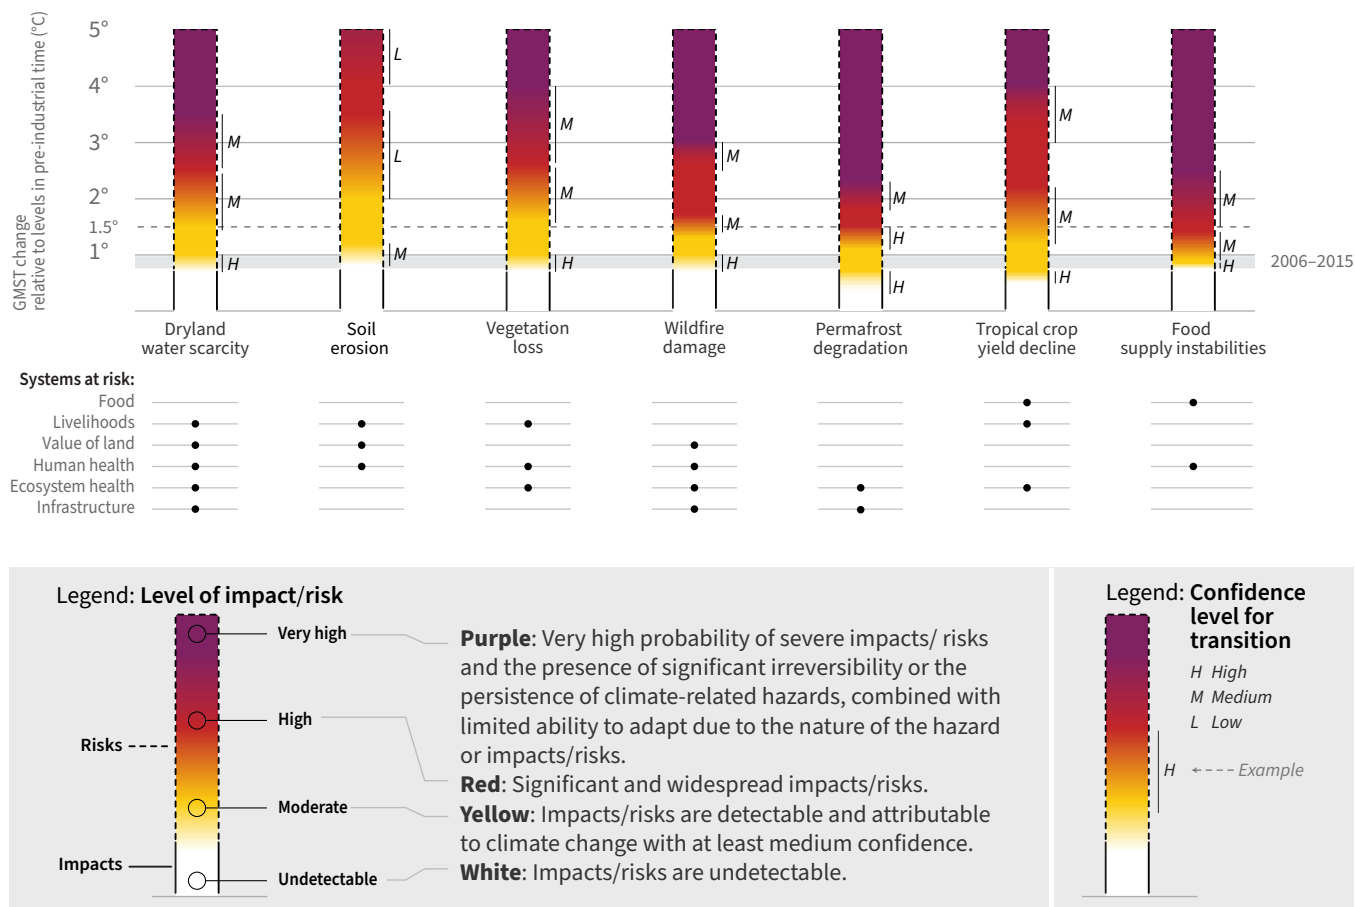 GMST change
relative to levels in pre-industrial time (°C)
5°
4°
3°
2°
1.5°
1°
M
M
H
L
L
M
M
M
H
M
M
H
M
H
H
M
M
H
M
M
H
2006–2015
Dryland
water scarcity
Soil
erosion
Vegetation
loss
Wildfire
damage
Permafrost
degradation
Tropical crop
yield decline
Food
supply instabilities
Systems at risk:
Food
Livelihoods
Value of land
Human health
Ecosystem health
Infrastructure
Legend: Level of impact/risk
Very high
High
Risks
Moderate
Impacts
Undetectable
Purple: Very high probability of severe impacts/ risks
and the presence of significant irreversibility or the
persistence of climate-related hazards, combined with
limited ability to adapt due to the nature of the hazard
or impacts/risks.
Red: Significant and widespread impacts/risks.
Yellow: Impacts/risks are detectable and attributable
to climate change with at least medium confidence.
White: Impacts/risks are undetectable.
Legend: Confidence
level for
transition
H High
M Medium
L Low
H
Example